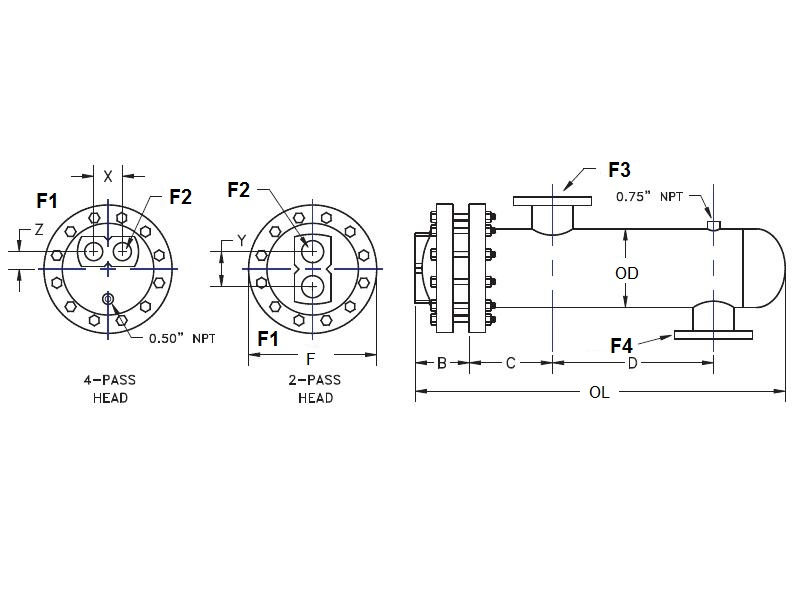 X
F1
F2
Z
0.50” NPT
4-PASS
HEAD
F2
Y
F1
F
2-PASS
HEAD
F3
0.75” NPT
OD
F4
B
C
D
OL